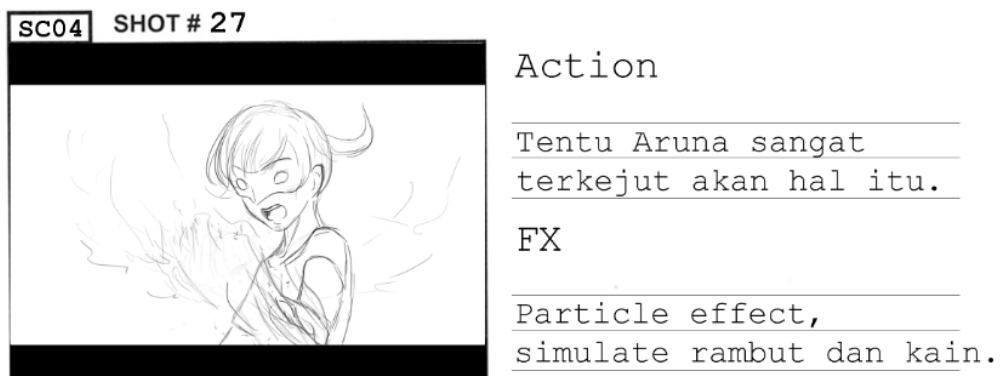 SC04 SHOT # 27
Action
Tentu Aruna sangat
terkejut akan hal itu.
FX
Particle effect,
simulate rambut dan kain.